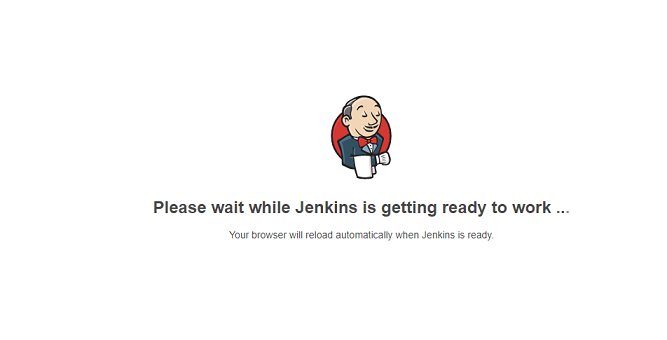 Please wait while Jenkins is getting ready to work ...
Your browser will reload automatically when Jenkins is ready.